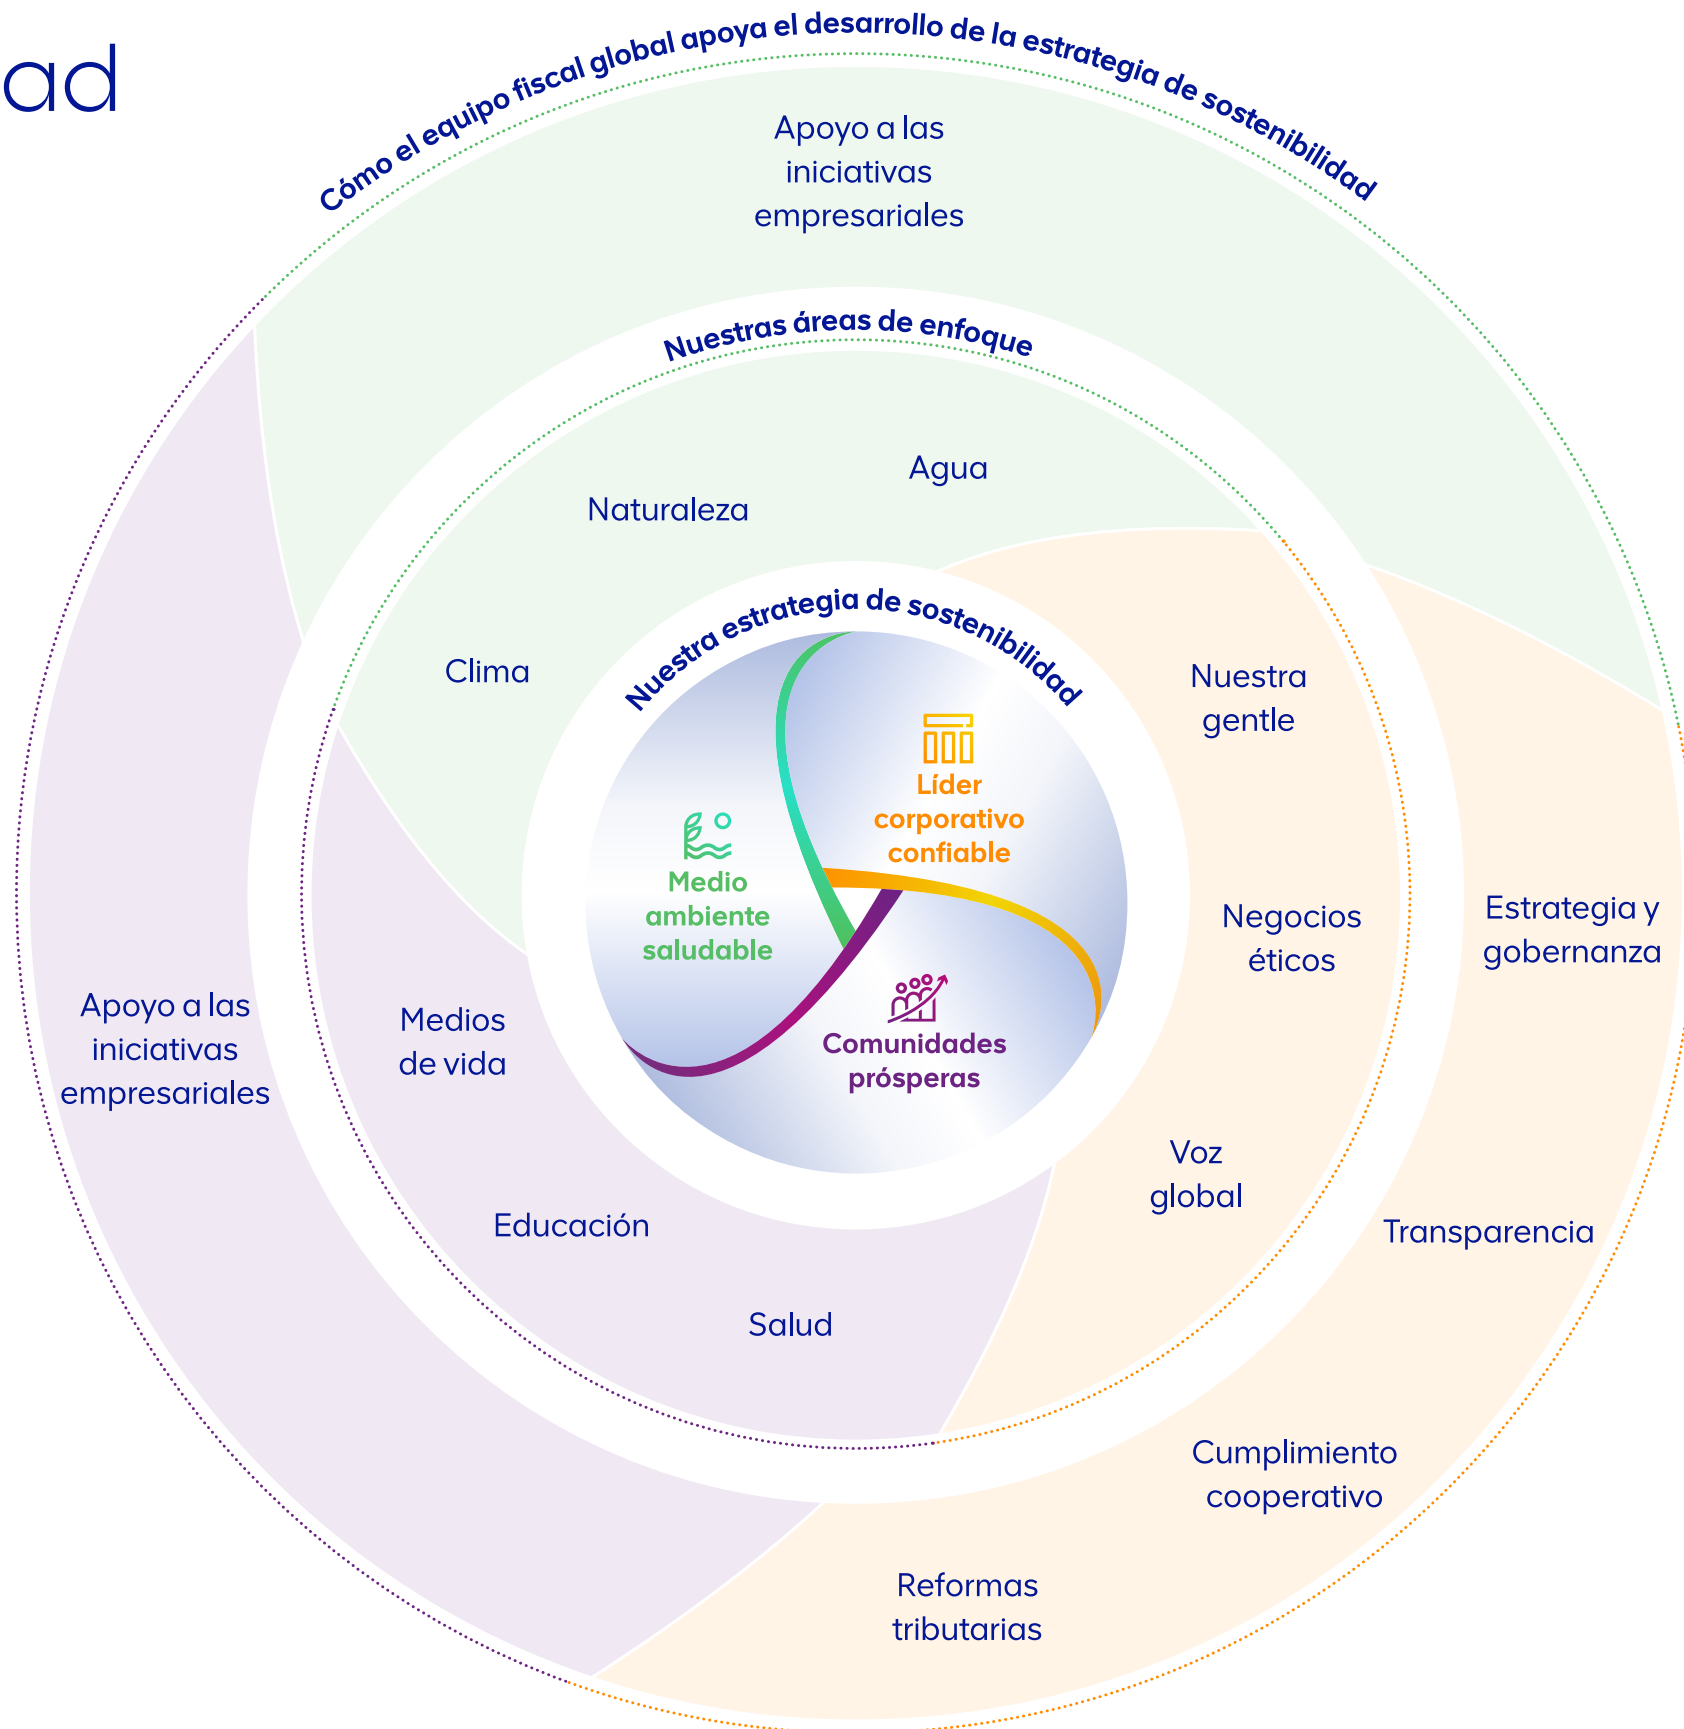 ad
Cómo el equipo fiscal global apoya el desarrollo de la estrategia de sostenibilidad
Apoyo a las
iniciativas
empresariales
Nuestras áreas de enfoque
Agua
Naturaleza
Clima
Nuestra estrategia de sostenibilidad
Nuestra
gentle
Líder
corporativo
confiable
Medio
ambiente
saludable
Negocios
éticos
Estrategia y
gobernanza
Apoyo a las
iniciativas
empresariales
Medios
de vida
Comunidades
prósperas
Voz
global
Educación
Transparencia
Salud
Cumplimiento
cooperativo
Reformas
tributarias